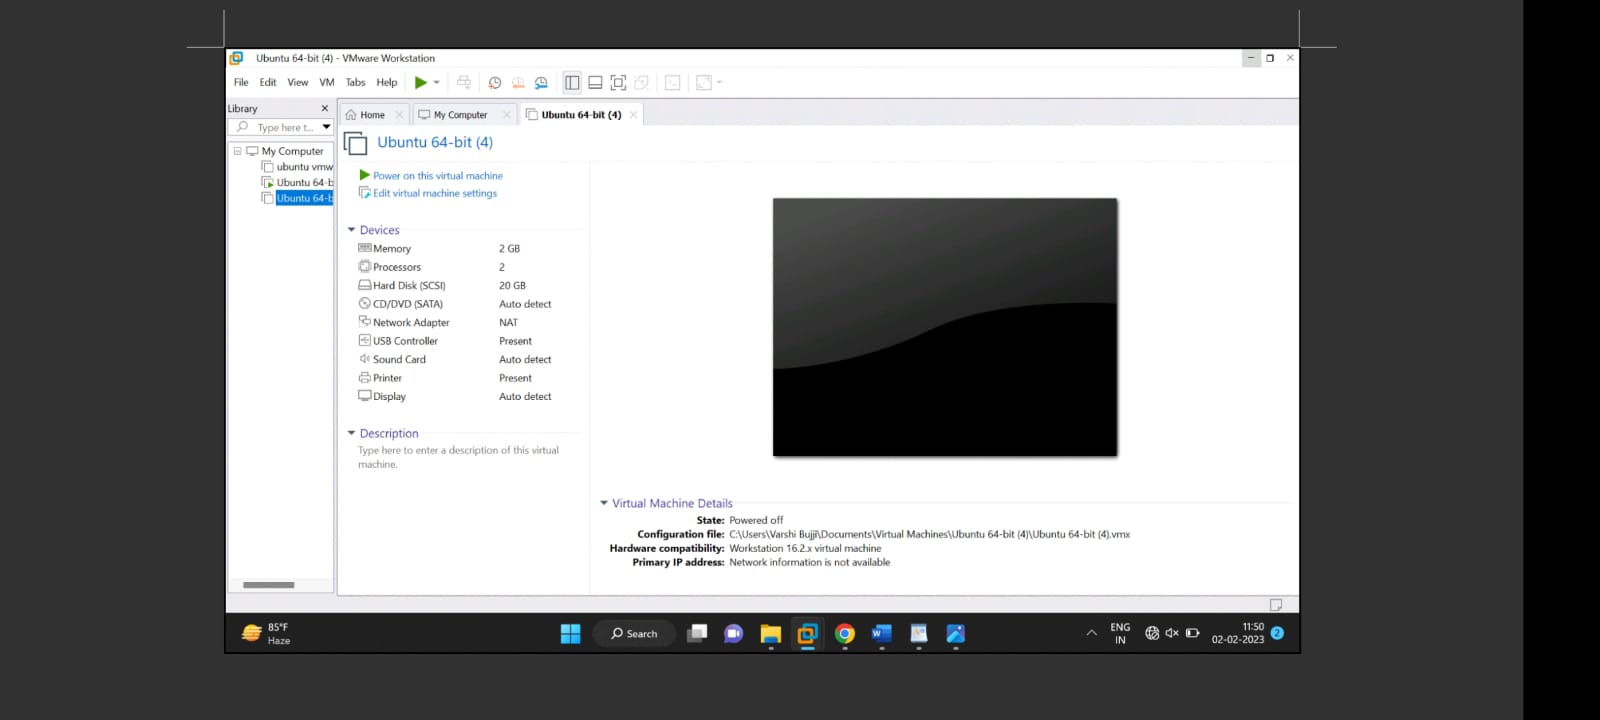 Ubuntu 64-bit (4) - VMware Workstation
File Edit View VM Tabs Help
Library
Type here t...
Home
My Computer
Ubuntu 64-bit (4)
My Computer
ubuntu vmw
Ubuntu 64-b
Ubuntu 64-b
Ubuntu 64-bit (4)
Power on this virtual machine
Edit virtual machine settings
Devices
Memory 2 GB
Processors 2
Hard Disk (SCSI) 20 GB
CD/DVD (SATA) Auto detect
Network Adapter NAT
USB Controller Present
Sound Card Auto detect
Printer Present
Display Auto detect
Description
Type here to enter a description of this virtual
machine.
Virtual Machine Details
State: Powered off
Configuration file: C:\Users\Varshi Bujji\Documents\Virtual Machines\Ubuntu 64-bit (4)\Ubuntu 64-bit (4).vmx
Hardware compatibility: Workstation 16.2.x virtual machine
Primary IP address: Network information is not available
85°F
Haze
Search
ENG
IN
11:50
02-02-2023
2